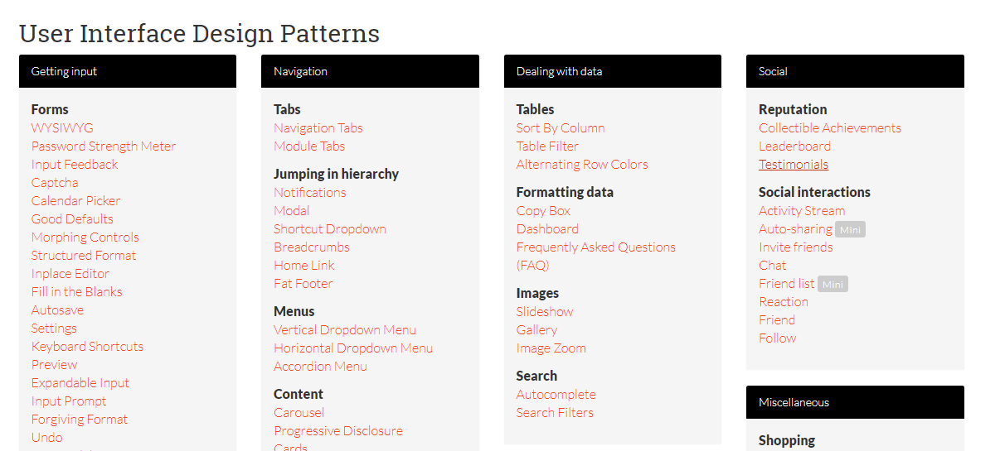 User Interface Design Patterns
Getting input
Forms
WYSIWYG
Password Strength Meter
Input Feedback
Captcha
Calendar Picker
Good Defaults
Morphing Controls
Structured Format
Inplace Editor
Fill in the Blanks
Autosave
Settings
Keyboard Shortcuts
Preview
Expandable Input
Input Prompt
Forgiving Format
Undo
Navigation
Tabs
Navigation Tabs
Module Tabs
Jumping in hierarchy
Notifications
Modal
Shortcut Dropdown
Breadcrumbs
Home Link
Fat Footer
Menus
Vertical Dropdown Menu
Horizontal Dropdown Menu
Accordion Menu
Content
Carousel
Progressive Disclosure
Cards
Dealing with data
Tables
Sort By Column
Table Filter
Alternating Row Colors
Formatting data
Copy Box
Dashboard
Frequently Asked Questions
(FAQ)
Images
Slideshow
Gallery
Image Zoom
Search
Autocomplete
Search Filters
Social
Reputation
Collectible Achievements
Leaderboard
Testimonials
Social interactions
Activity Stream
Auto-sharing Mini
Invite friends
Chat
Friend list Mini
Reaction
Friend
Follow
Miscellaneous
Shopping